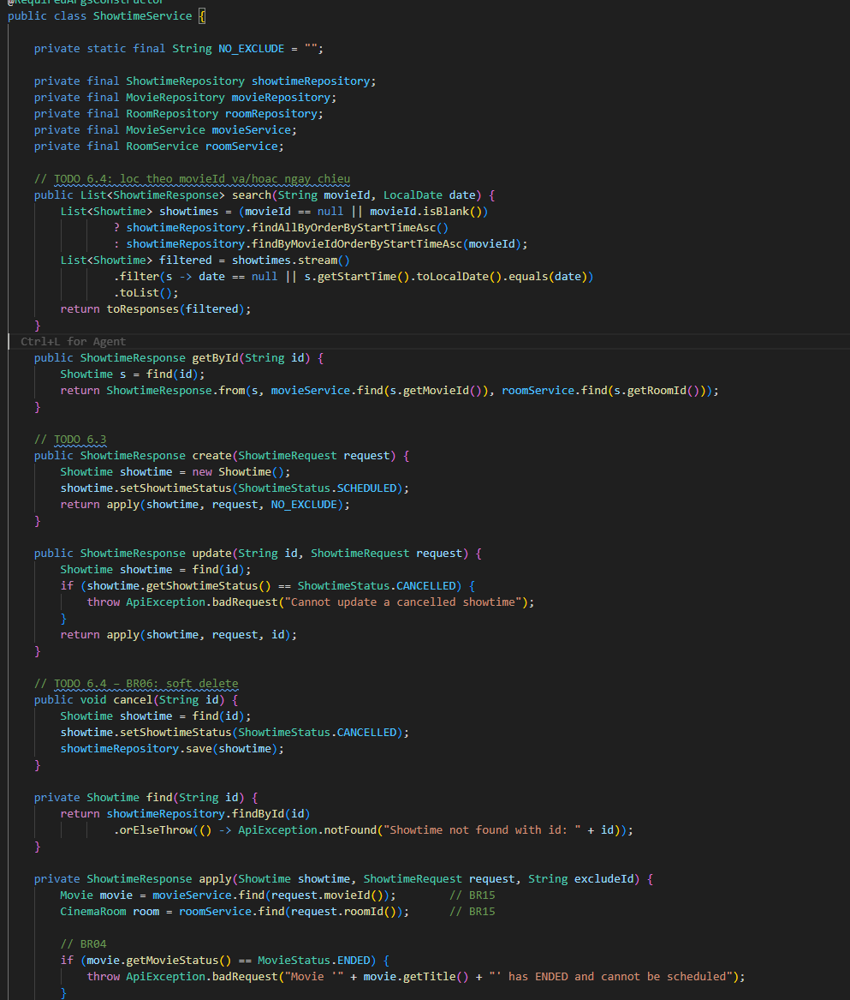 @RequiredArgsConstructor
public class ShowtimeService {
private static final String NO_EXCLUDE = "";
private final ShowtimeRepository showtimeRepository;
private final MovieRepository movieRepository;
private final RoomRepository roomRepository;
private final MovieService movieService;
private final RoomService roomService;
// TODO 6.4: loc theo movieId va/hoac ngay chieu
public List<ShowtimeResponse> search(String movieId, LocalDate date) {
List<Showtime> showtimes = (movieId == null || movieId.isBlank())
? showtimeRepository.findAllByOrderByStartTimeAsc()
: showtimeRepository.findByMovieIdOrderByStartTimeAsc(movieId);
List<Showtime> filtered = showtimes.stream()
.filter(s -> date == null || s.getStartTime().toLocalDate().equals(date))
.toList();
return toResponses(filtered);
}
Ctrl+L for Agent
public ShowtimeResponse getById(String id) {
Showtime s = find(id);
return ShowtimeResponse.from(s, movieService.find(s.getMovieId()), roomService.find(s.getRoomId()));
}
// TODO 6.3
public ShowtimeResponse create(ShowtimeRequest request) {
Showtime showtime = new Showtime();
showtime.setShowtimeStatus(ShowtimeStatus.SCHEDULED);
return apply(showtime, request, NO_EXCLUDE);
}
public ShowtimeResponse update(String id, ShowtimeRequest request) {
Showtime showtime = find(id);
if (showtime.getShowtimeStatus() == ShowtimeStatus.CANCELLED) {
throw ApiException.badRequest("Cannot update a cancelled showtime");
}
return apply(showtime, request, id);
}
// TODO 6.4 – BR06: soft delete
public void cancel(String id) {
Showtime showtime = find(id);
showtime.setShowtimeStatus(ShowtimeStatus.CANCELLED);
showtimeRepository.save(showtime);
}
private Showtime find(String id) {
return showtimeRepository.findById(id)
.orElseThrow(() -> ApiException.notFound("Showtime not found with id: " + id));
}
private ShowtimeResponse apply(Showtime showtime, ShowtimeRequest request, String excludeId) {
Movie movie = movieService.find(request.movieId()); // BR15
CinemaRoom room = roomService.find(request.roomId()); // BR15
// BR04
if (movie.getMovieStatus() == MovieStatus.ENDED) {
throw ApiException.badRequest("Movie '" + movie.getTitle() + "' has ENDED and cannot be scheduled");
}